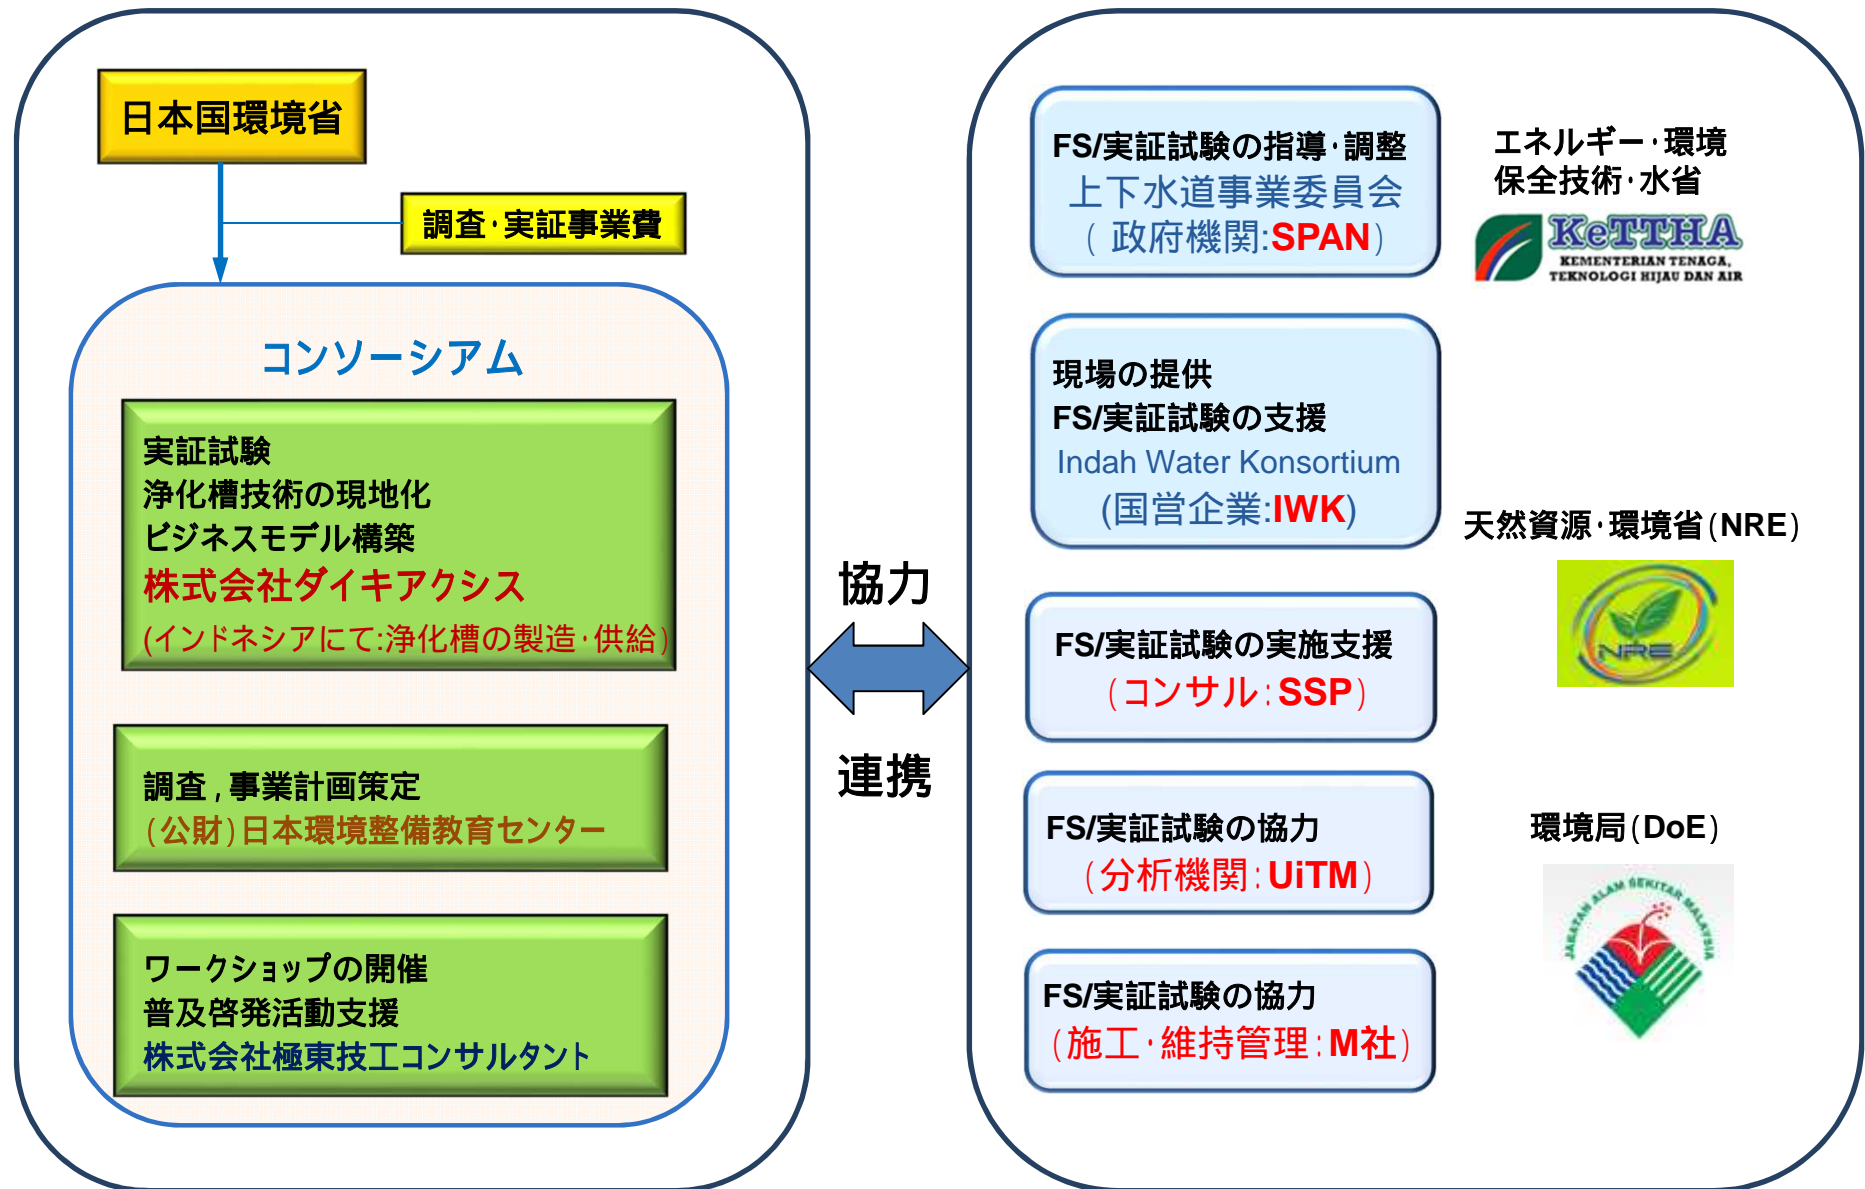 日本国環境省
調査･実証事業費
コンソーシアム
実証試験
浄化槽技術の現地化
ビジネスモデル構築
株式会社ダイキアクシス
(インドネシアにて:浄化槽の製造･供給)
調査,事業計画策定
(公財)日本環境整備教育センター
ワークショップの開催
普及啓発活動支援
株式会社極東技工コンサルタント
協力
連携
FS/実証試験の指導･調整
上下水道事業委員会
( 政府機関:SPAN)
現場の提供
FS/実証試験の支援
Indah Water Konsortium
(国営企業:IWK)
FS/実証試験の実施支援
(コンサル:SSP)
FS/実証試験の協力
(分析機関:UiTM)
FS/実証試験の協力
(施工･維持管理:M社)
エネルギー･環境
保全技術･水省
KeTTHA
KEMENTERIAN TENAGA,
TEKNOLOGI HIJAU DAN AIR
天然資源･環境省(NRE)
NRE
環境局(DoE)
JABATAN ALAM SEKITAR MALAYSIA